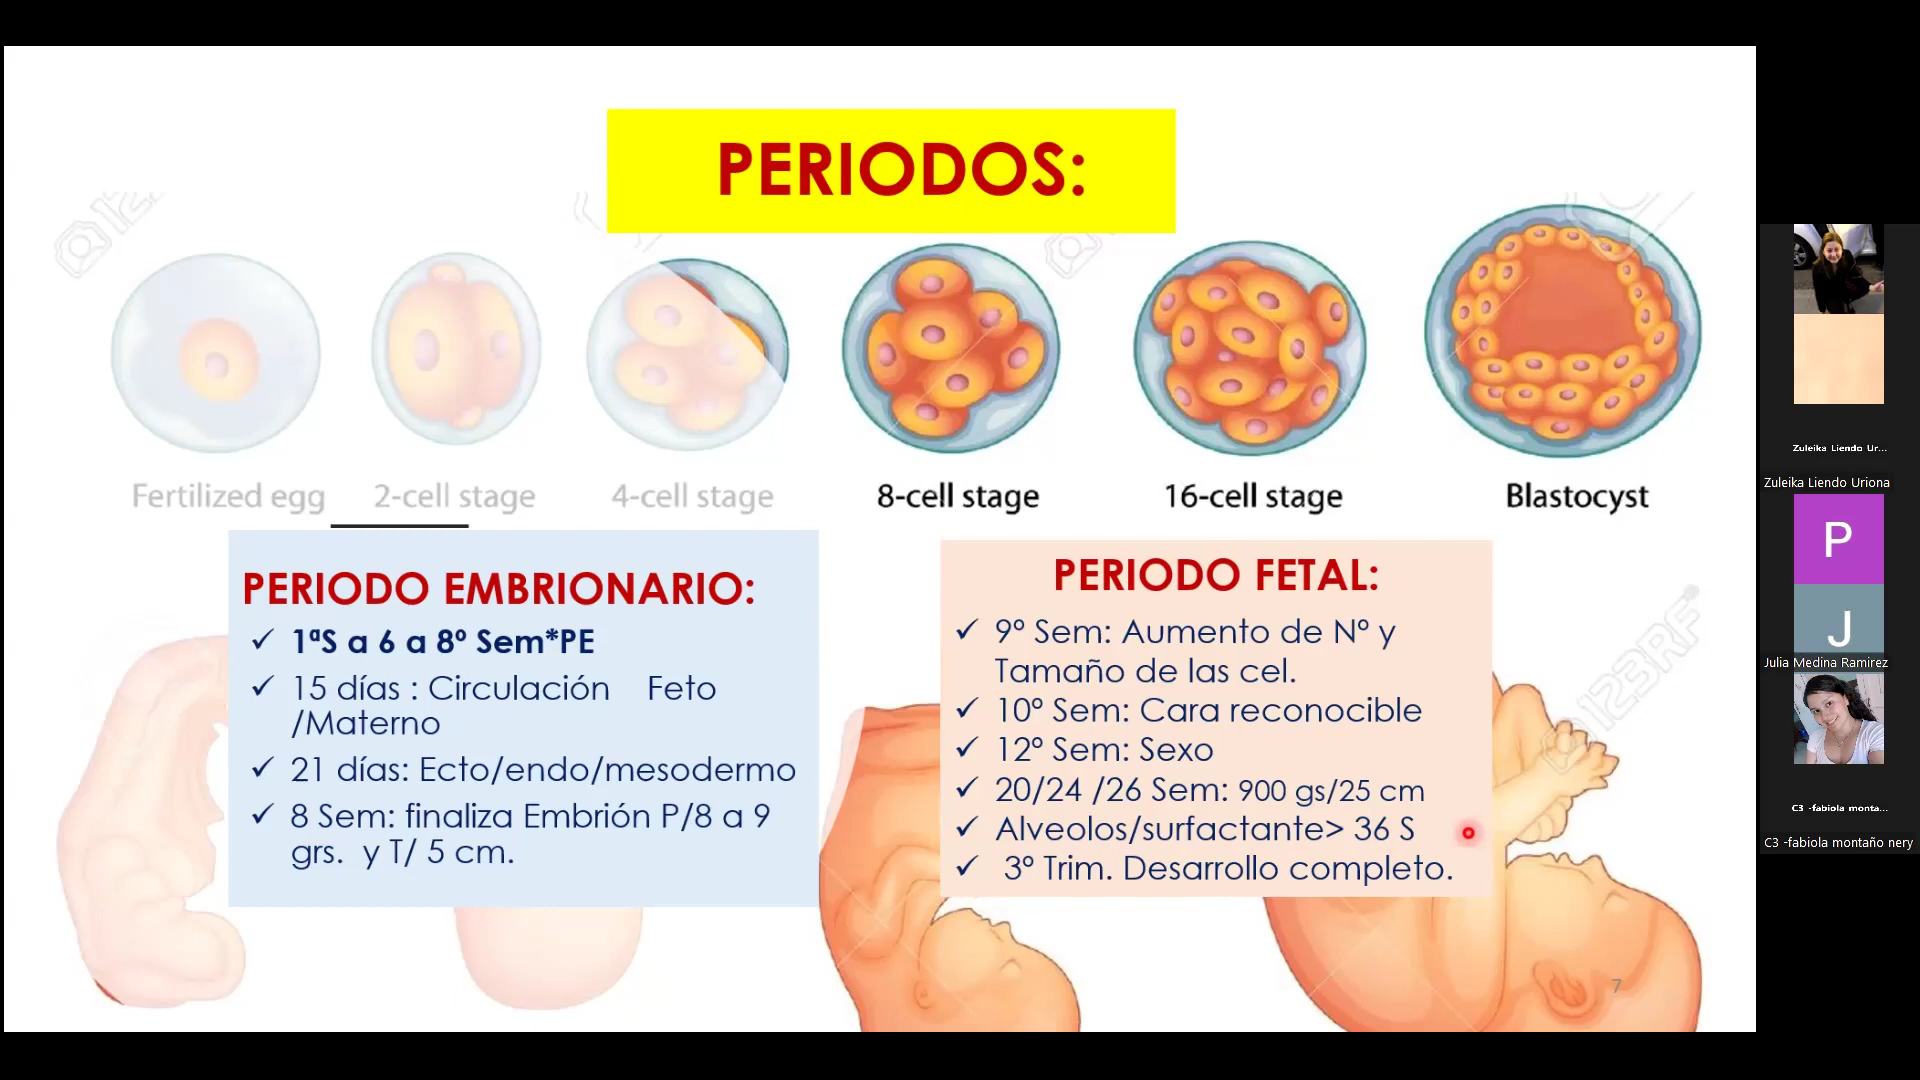 PERIODOS:
Fertilized egg
2-cell stage
4-cell stage
8-cell stage
16-cell stage
Blastocyst
PERIODO EMBRIONARIO:
✓ 1ªS a 6 a 8º Sem*PE
✓ 15 días : Circulación Feto
/Materno
✓ 21 días: Ecto/endo/mesodermo
✓ 8 Sem: finaliza Embrión P/8 a 9
grs. y T/ 5 cm.
PERIODO FETAL:
✓ 9º Sem: Aumento de Nº y
Tamaño de las cel.
✓ 10º Sem: Cara reconocible
✓ 12º Sem: Sexo
✓ 20/24 /26 Sem: 900 gs/25 cm
✓ Alveolos/surfactante> 36 S
✓ 3º Trim. Desarrollo completo.
123RF
7
Zuleika Liendo Ur...
Zuleika Liendo Uriona
P
J
Julia Medina Ramirez
C3 -fabiola monta...
C3 -fabiola montaño nery